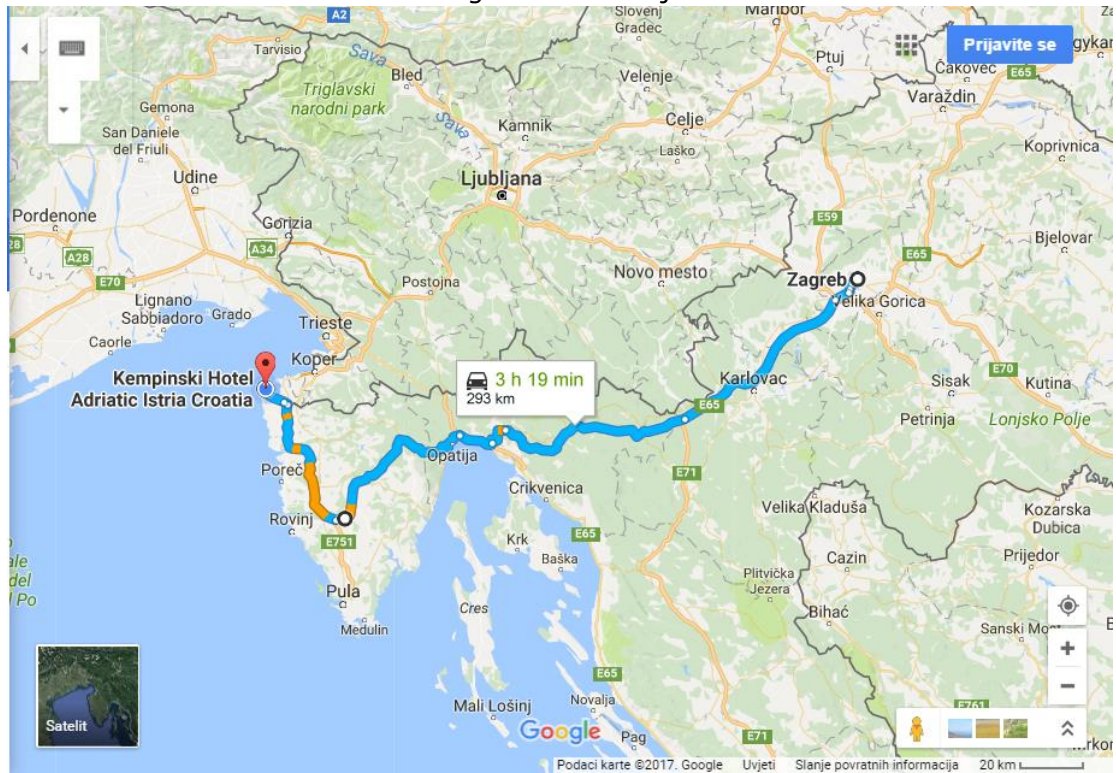 A2
Slovenj
Gradec
Maribor
Tarvisio
Sava
Bled
Velenje
Ptuj
Prijavite se
Čakovec
E65
Triglavski
narodni park
Varaždin
Gemona
Sava
Kamnik
Celje
San Daniele
del Friuli
Laško
Koprivnica
Udine
Ljubljana
Pordenone
Gorizia
E59
A28
A34
E65
Bjelovar
E70
Postojna
Novo mesto
Zagreb
Velika Gorica
Lignano
Sabbiadoro
Grado
Trieste
Caorle
Koper
Kempinski Hotel
Adriatic Istria Croatia
3 h 19 min
293 km
Karlovac
E65
Sisak
E70
Kutina
Petrinja
Lonjsko Polje
Opatija
Poreč
E71
Crikvenica
Rovinj
Velika Kladuša
Kozarska
Dubica
E751
E65
Krk
Baška
Cazin
Prijedor
Pula
Plitvička
Jezera
Cres
Bihać
Medulin
Sanski Most
E65
Satelit
Mali Lošinj
Novalja
E761
Google
Pag
E71
Podaci karte ©2017. Google Uvjeti Slanje povratnih informacija 20 km